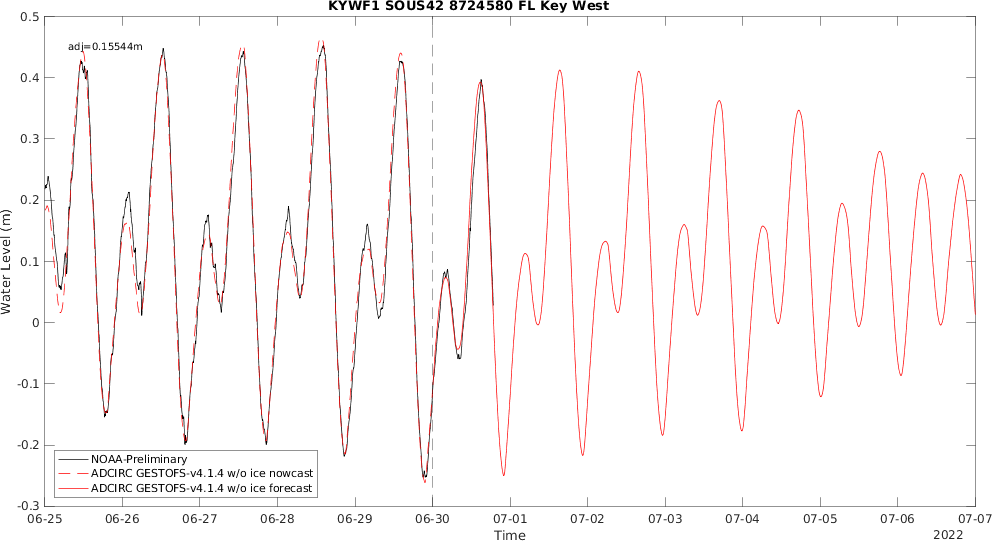 KYWF1 SOUS42 8724580 FL Key West
adj=0.15544m
0.5
0.4
0.3
0.2
0.1
0
-0.1
-0.2
-0.3
Water Level (m)
NOAA-Preliminary
ADCIRC GESTOFS-v4.1.4 w/o ice nowcast
ADCIRC GESTOFS-v4.1.4 w/o ice forecast
06-25 06-26 06-27 06-28 06-29 06-30 07-01 07-02 07-03 07-04 07-05 07-06 07-07
Time
2022